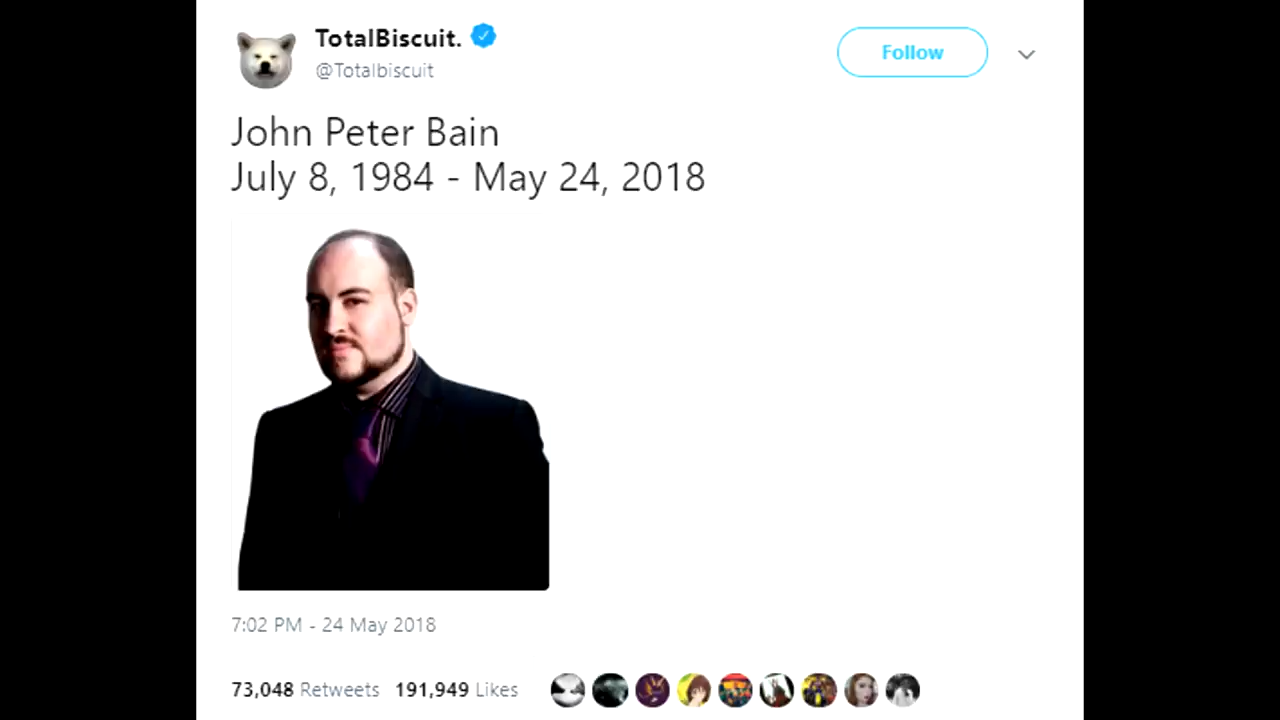 TotalBiscuit.
@Totalbiscuit
Follow
John Peter Bain
July 8, 1984 - May 24, 2018
7:02 PM - 24 May 2018
73,048 Retweets 191,949 Likes